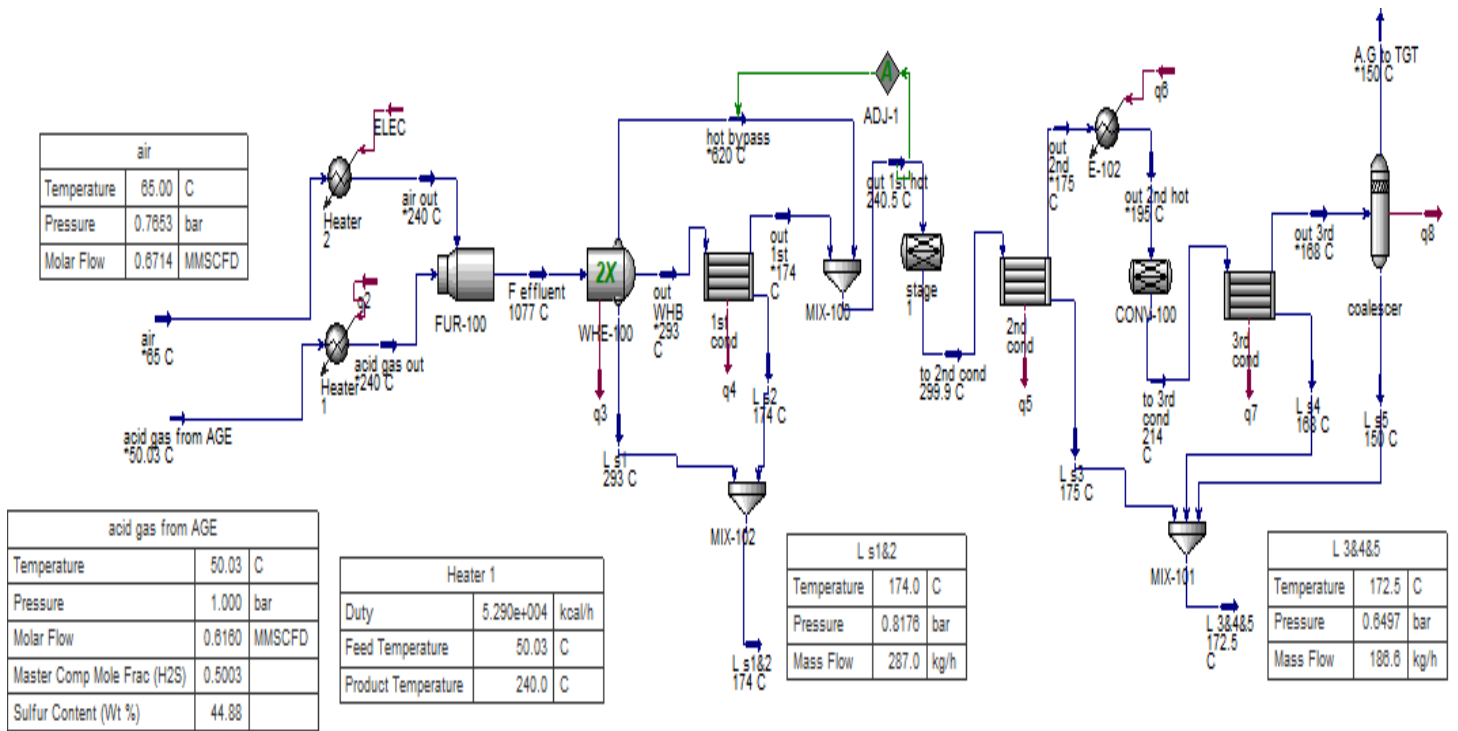 A.G to TGT
*150 C
A
ADJ-1
q6
ELEC
hot bypass
*620 C
out
2nd
*175
C
E-102
air
Temperature 65.00 C
Pressure 0.7653 bar
Molar Flow 0.6714 MMSCFD
Heater
2
air out
*240 C
out 1st hot
240.5 C
out 2nd hot
*195 C
out 3rd
*168 C
q8
out
1st
*174
C
2X
F effluent
1077 C
FUR-100
WHE-100
out
WHB
*293
C
1st
cond
MIX-100
stage
1
2nd
cond
CONV-100
3rd
cond
coalescer
q2
air
*65 C
Heater
1
acid gas out
*240 C
to 2nd cond
299.9 C
q3
q4
L s2
174 C
q5
to 3rd
cond
214
C
q7
L s4
168 C
L s5
150 C
acid gas from AGE
*50.03 C
L s1
293 C
L s3
175 C
MIX-102
MIX-101
acid gas from AGE
Temperature 50.03 C
Pressure 1.000 bar
Molar Flow 0.6160 MMSCFD
Master Comp Mole Frac (H2S) 0.5003
Sulfur Content (Wt %) 44.88
Heater 1
Duty 5.290e+004 kcal/h
Feed Temperature 50.03 C
Product Temperature 240.0 C
L s1&2
174 C
L s1&2
Temperature 174.0 C
Pressure 0.8176 bar
Mass Flow 287.0 kg/h
L 3&4&5
172.5
C
L 3&4&5
Temperature 172.5 C
Pressure 0.6497 bar
Mass Flow 186.6 kg/h